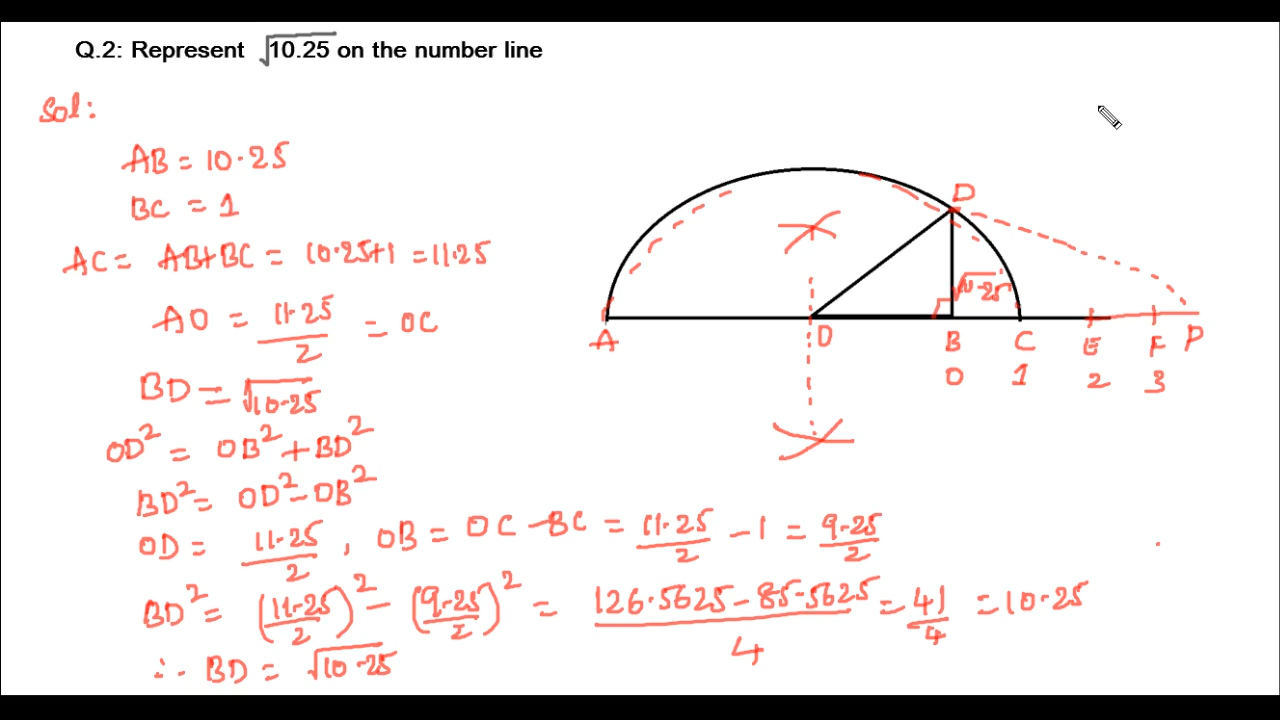 Q.2: Represent √10.25 on the number line
Sol:
AB = 10.25
BC = 1
AC = AB+BC = 10.25+1 = 11.25
AO = 11.25/2 = OC
BD = √10.25
OD² = OB² + BD²
BD² = OD² - OB²
OD = 11.25/2 , OB = OC - BC = 11.25/2 - 1 = 9.25/2
BD² = (11.25/2)² - (9.25/2)² = 126.5625 - 85.5625/4 = 41/4 = 10.25
∴ BD = √10.25
D
√10.25
A O B C E F P
0 1 2 3